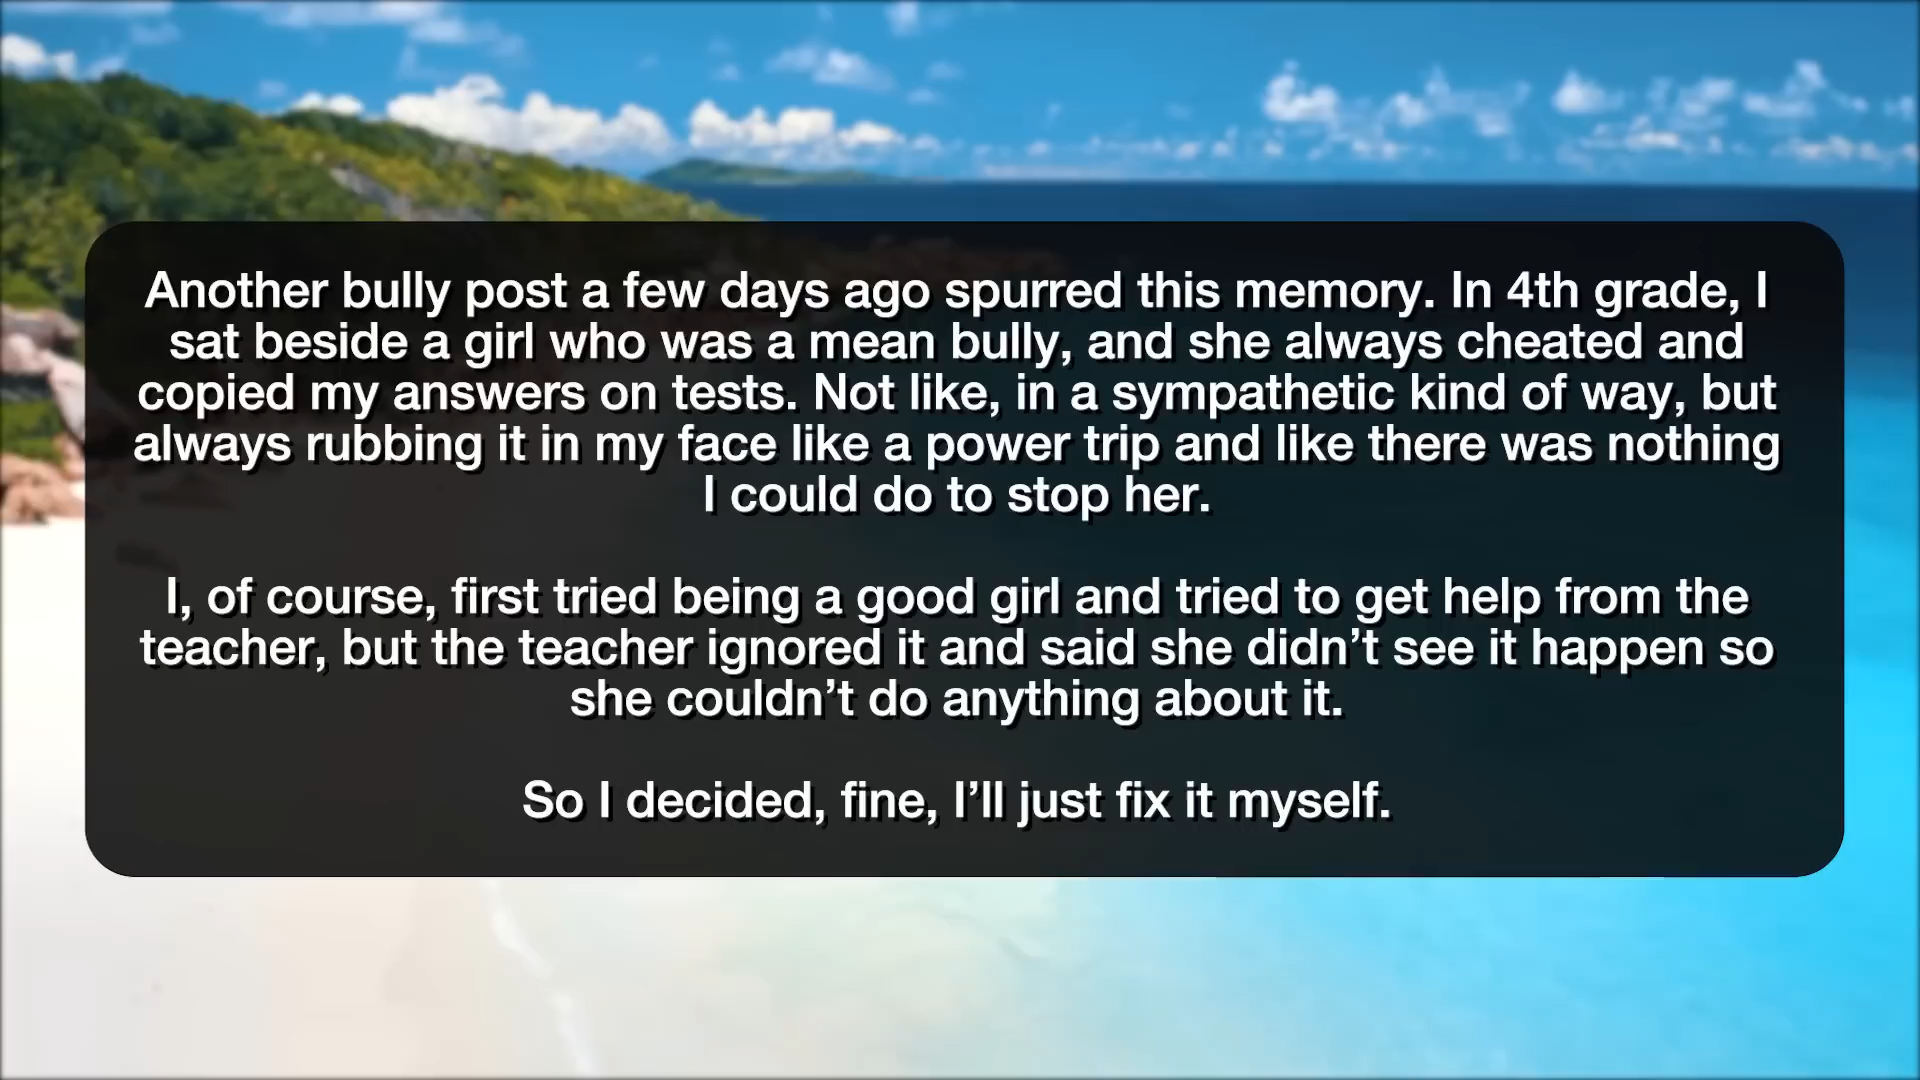 Another bully post a few days ago spurred this memory. In 4th grade, I
sat beside a girl who was a mean bully, and she always cheated and
copied my answers on tests. Not like, in a sympathetic kind of way, but
always rubbing it in my face like a power trip and like there was nothing
I could do to stop her.
I, of course, first tried being a good girl and tried to get help from the
teacher, but the teacher ignored it and said she didn’t see it happen so
she couldn’t do anything about it.
So I decided, fine, I’ll just fix it myself.